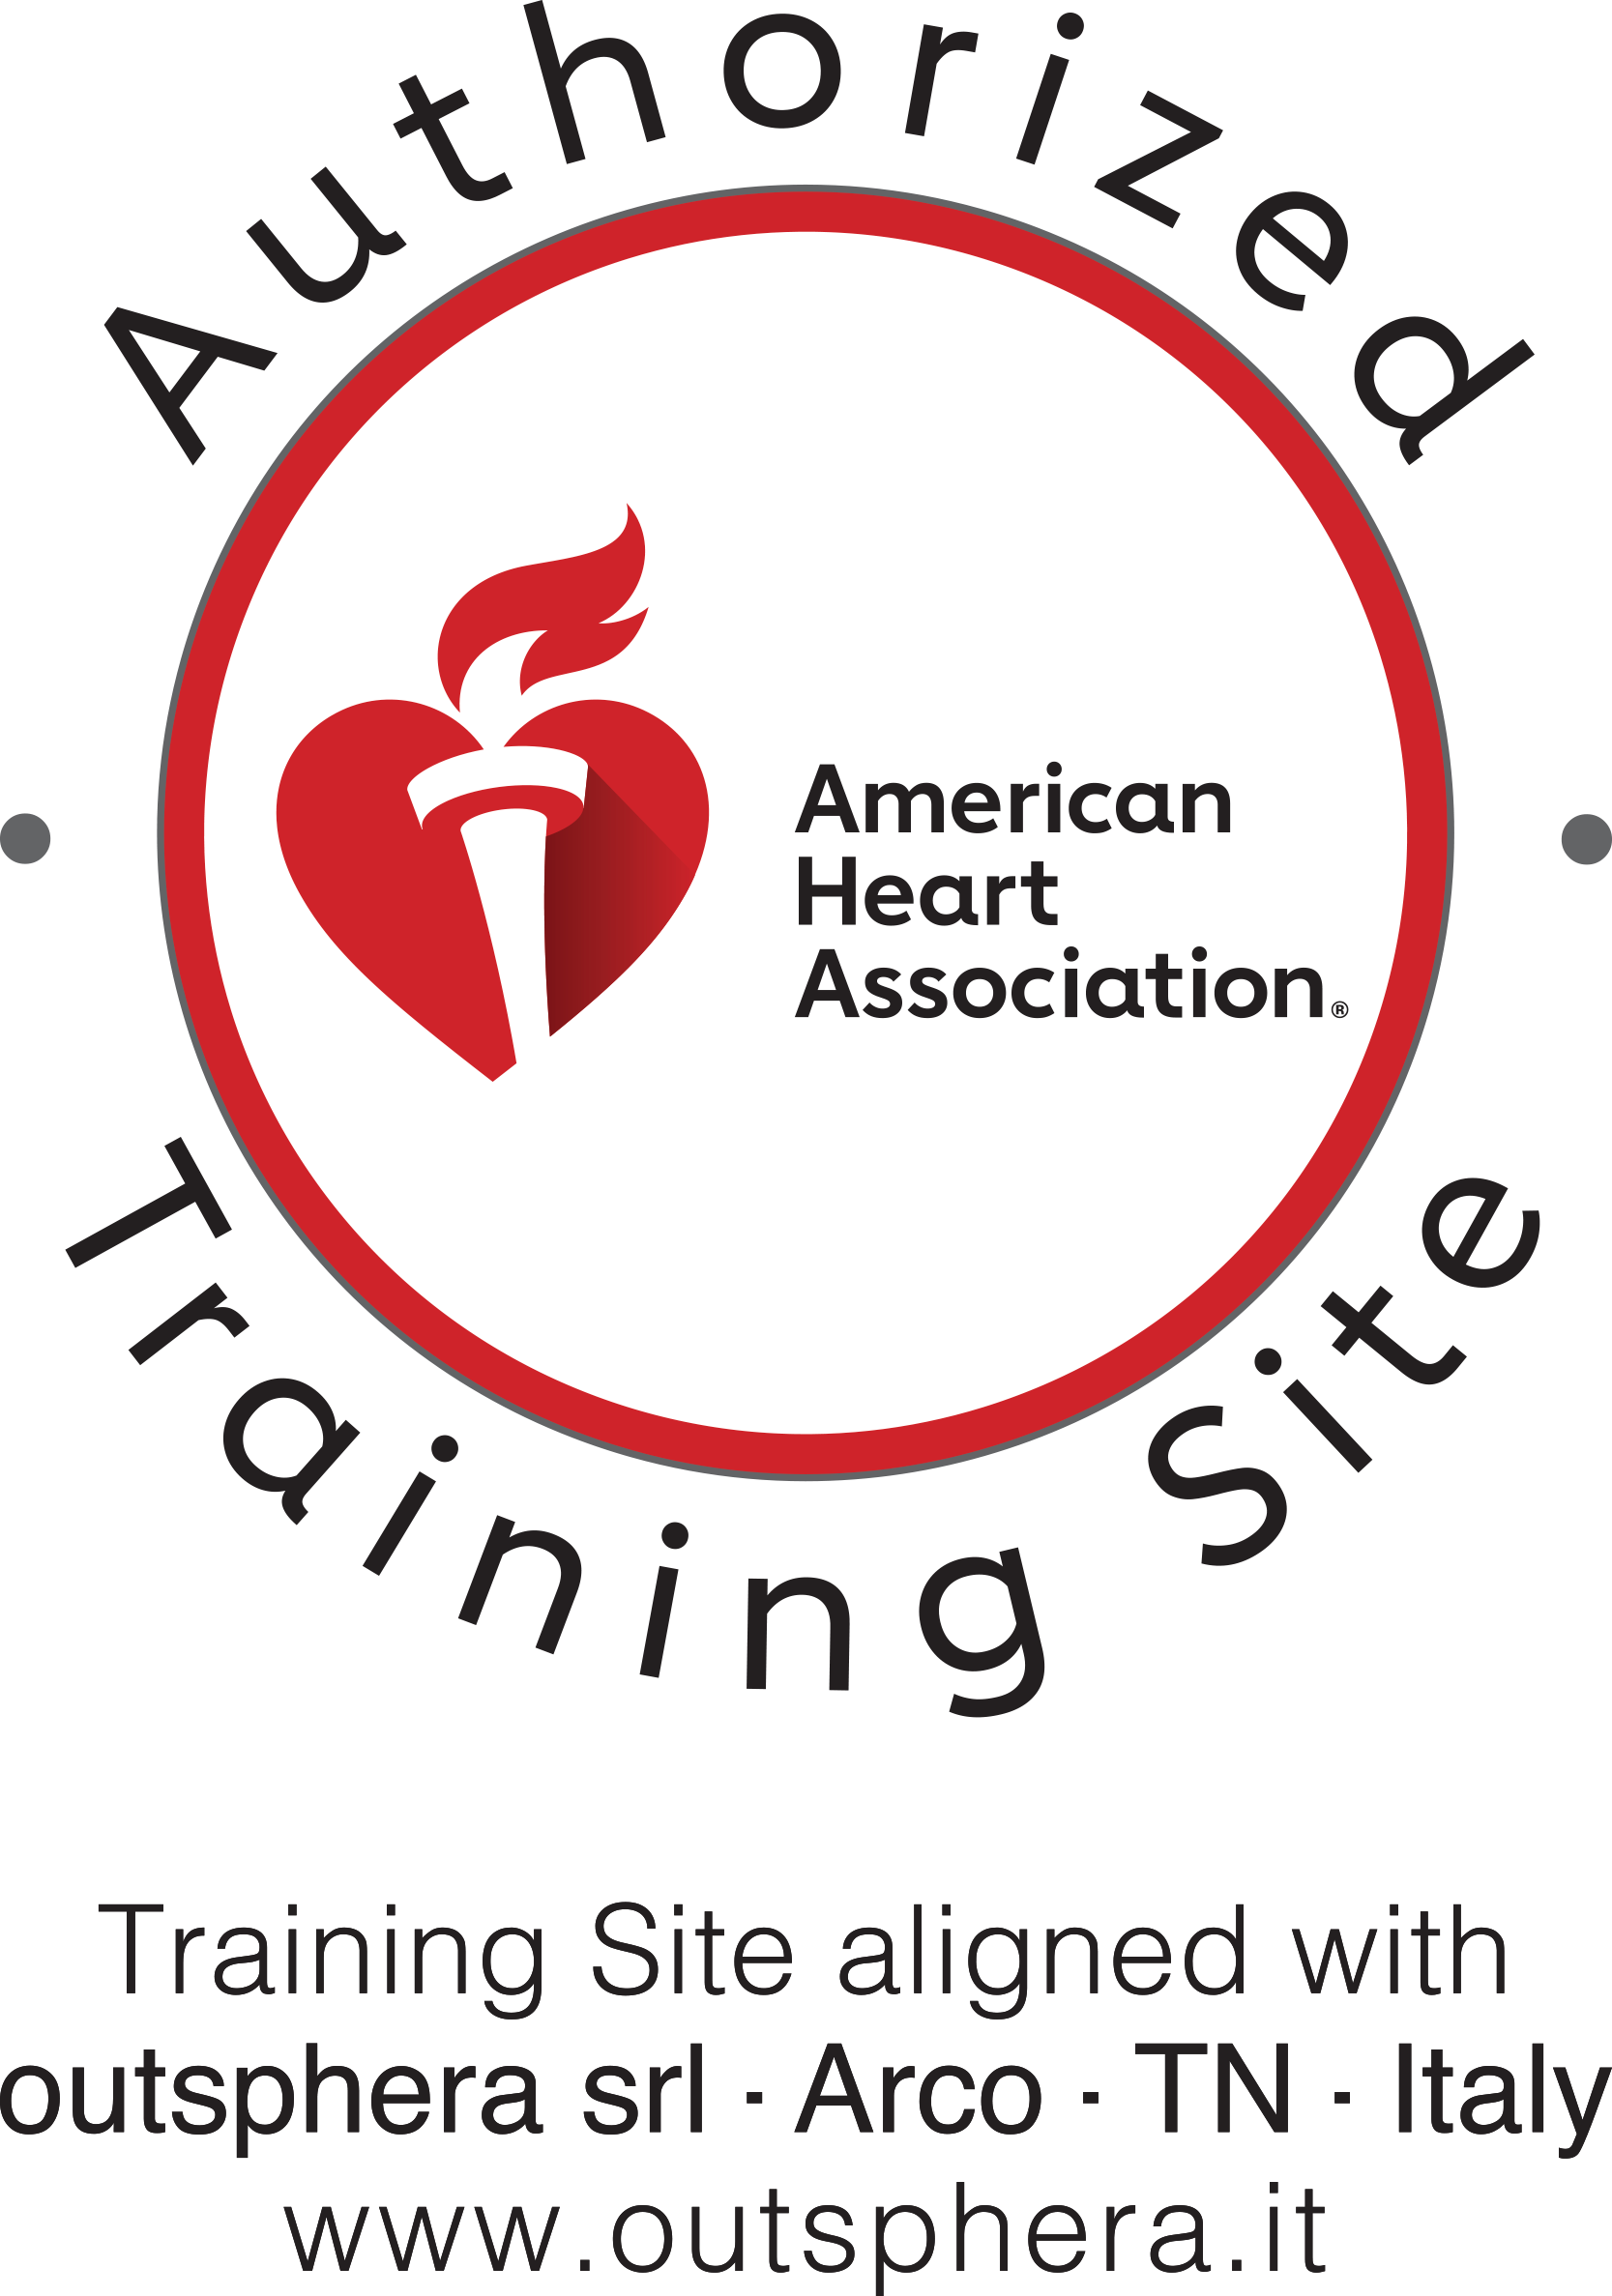 Authorized
American
Heart
Association®
Training Site
Training Site aligned with
outsphera srl · Arco · TN · Italy
www.outsphera.it